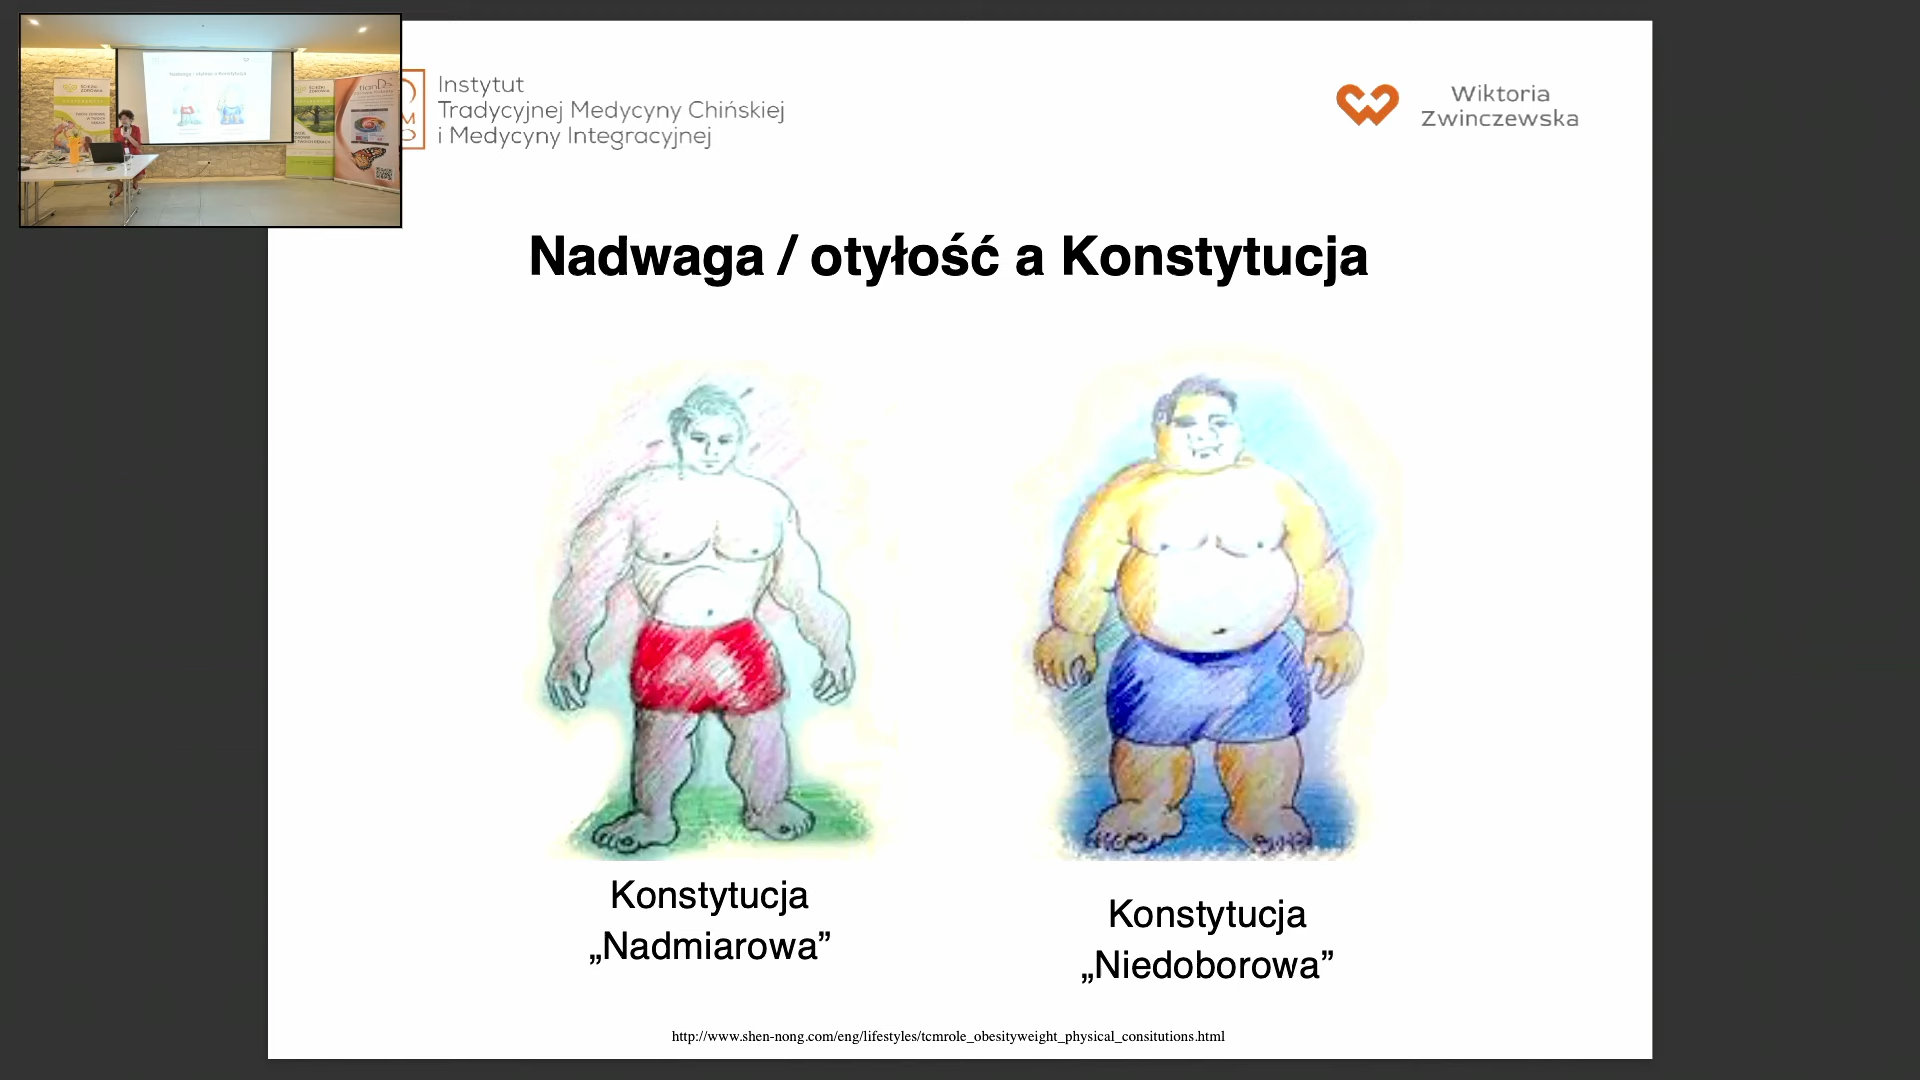 Instytut
Tradycyjnej Medycyny Chińskiej
i Medycyny Integracyjnej
Wiktoria
Zwinczewska
Nadwaga / otyłość a Konstytucja
Konstytucja
„Nadmiarowa”
Konstytucja
„Niedoborowa”
http://www.shen-nong.com/eng/lifestyles/tcmrole_obesityweight_physical_consitutions.html